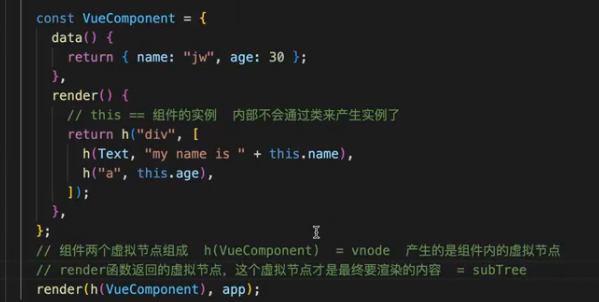 const VueComponent = {
data() {
return { name: "jw", age: 30 };
},
render() {
// this == 组件的实例 内部不会通过类来产生实例了
return h("div", [
h(Text, "my name is " + this.name),
h("a", this.age),
]);
},
};
// 组件两个虚拟节点组成 h(VueComponent) = vnode 产生的是组件内的虚拟节点
// render函数返回的虚拟节点，这个虚拟节点才是最终要渲染的内容 = subTree
render(h(VueComponent), app);